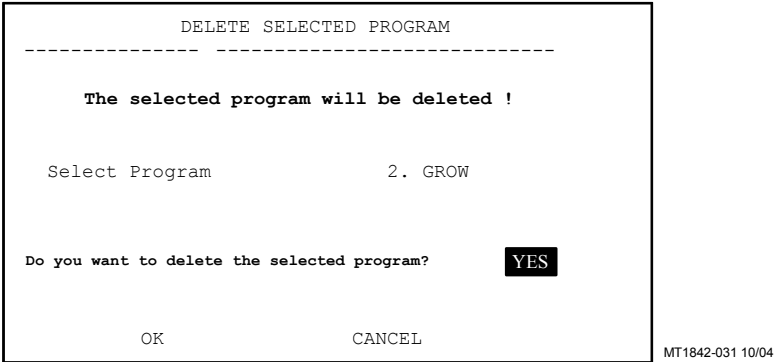 DELETE SELECTED PROGRAM
--------------- -----------------------------
The selected program will be deleted !
Select Program 2. GROW
Do you want to delete the selected program? YES
OK CANCEL
MT1842-031 10/04